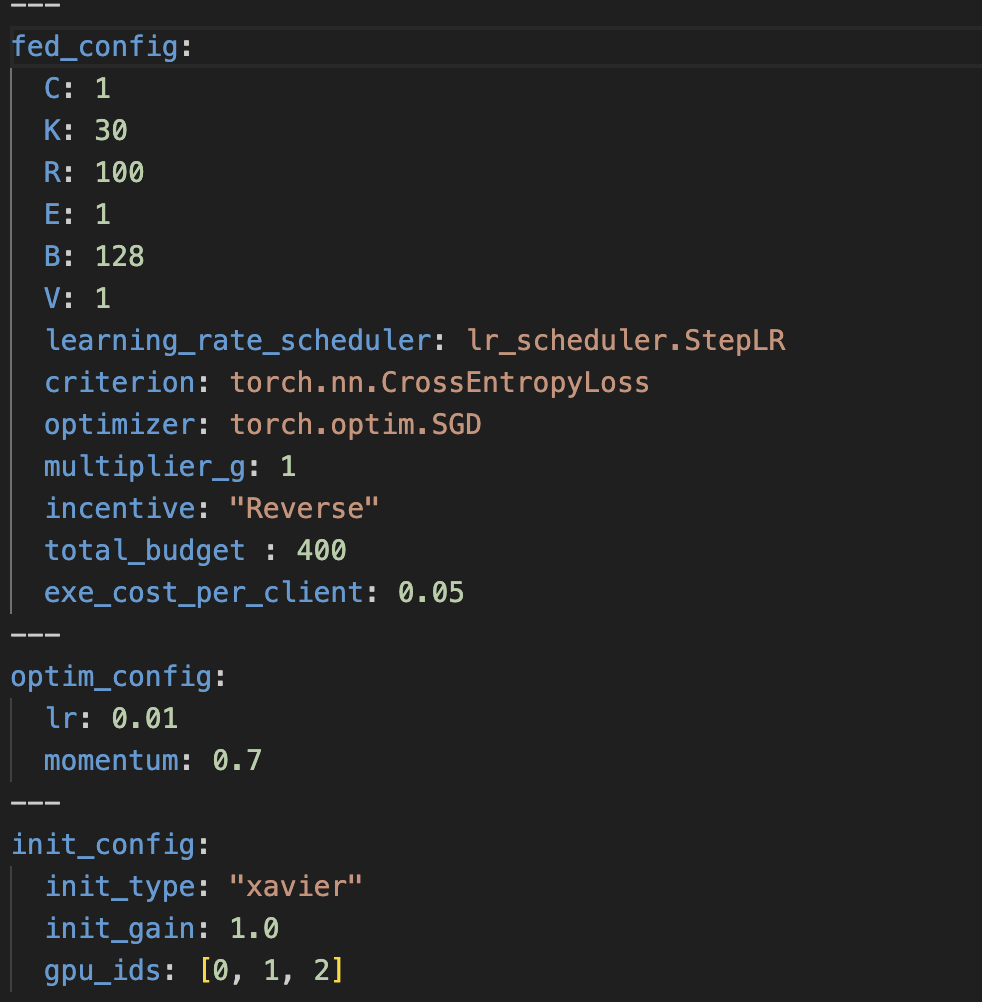 ---
fed_config:
  C: 1
  K: 30
  R: 100
  E: 1
  B: 128
  V: 1
  learning_rate_scheduler: lr_scheduler.StepLR
  criterion: torch.nn.CrossEntropyLoss
  optimizer: torch.optim.SGD
  multiplier_g: 1
  incentive: "Reverse"
  total_budget : 400
  exe_cost_per_client: 0.05
---
optim_config:
  lr: 0.01
  momentum: 0.7
---
init_config:
  init_type: "xavier"
  init_gain: 1.0
  gpu_ids: [0, 1, 2]